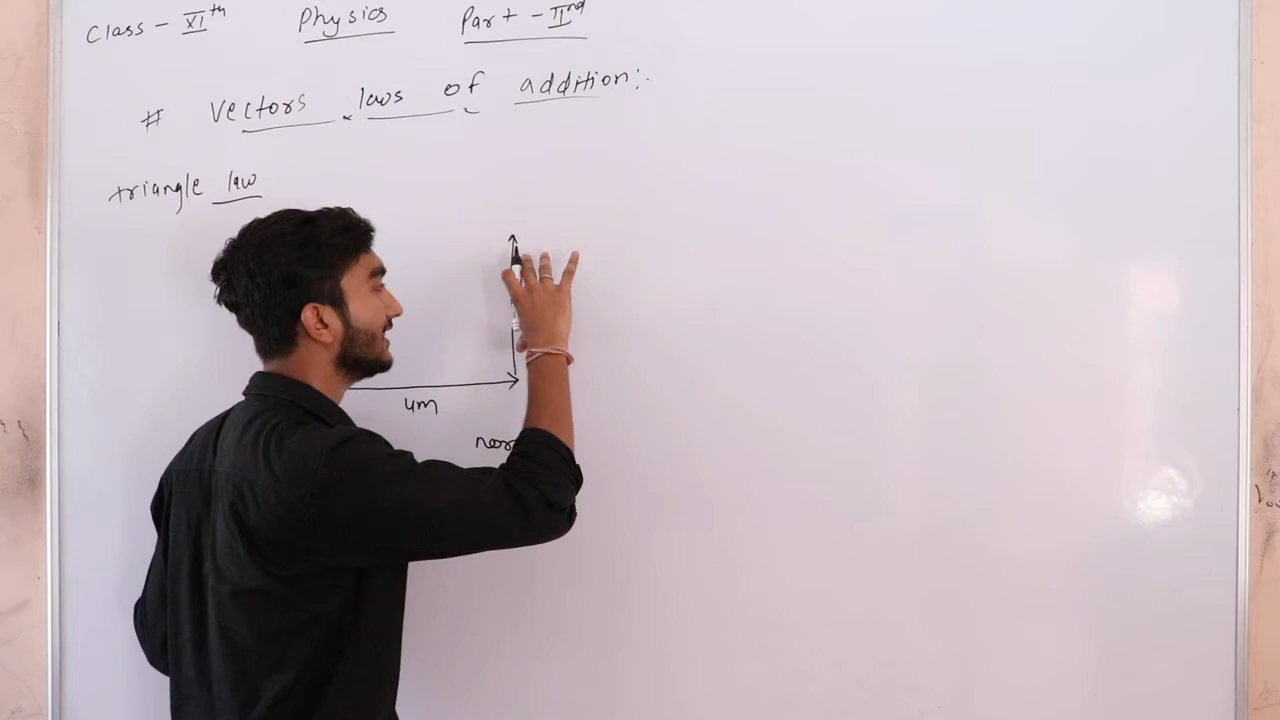 Class - XIth Physics Part - IInd
# Vectors laws of addition:
triangle law
4m